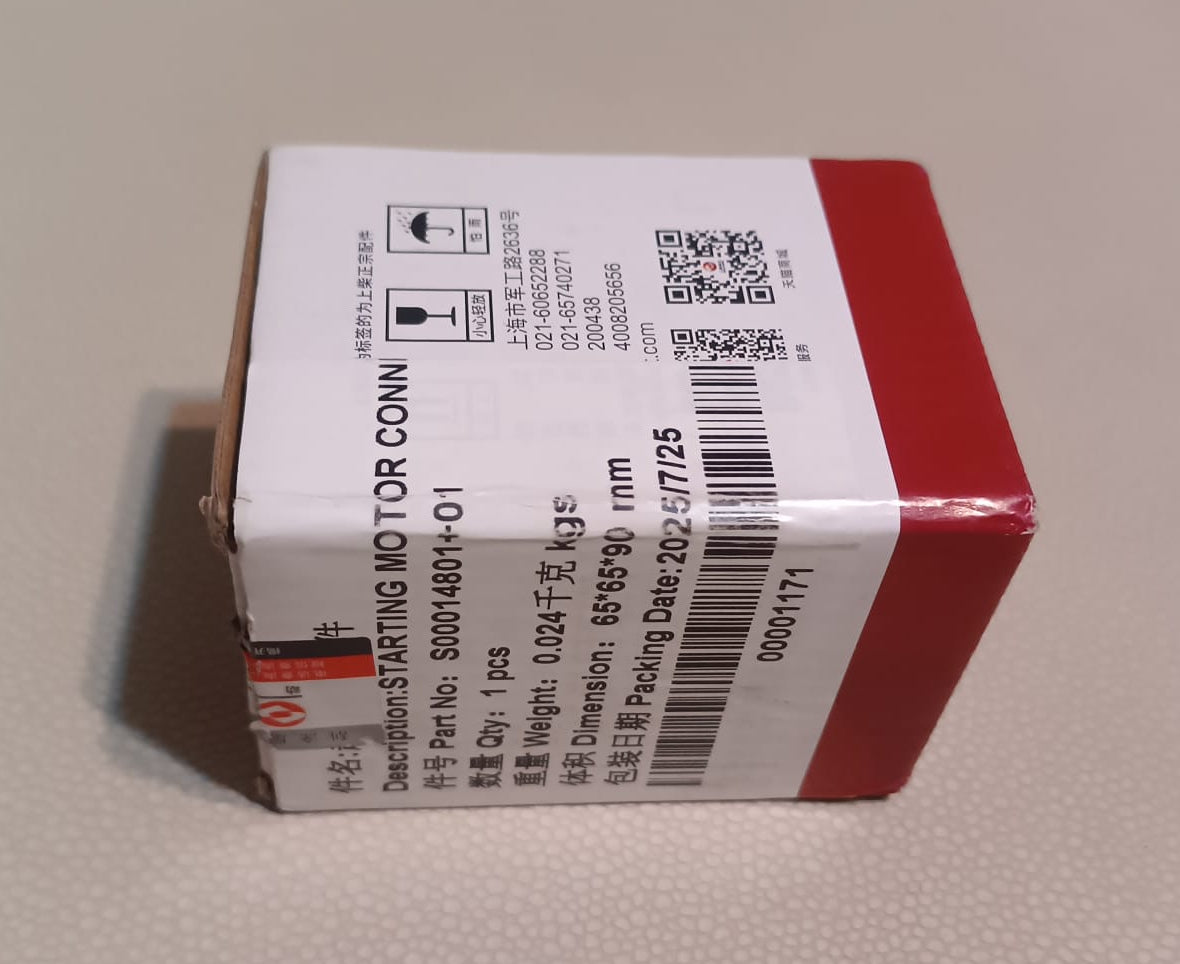 件名:
件
Description:STARTING MOTOR CONN
件号 Part No: S00014801+01
数量 Qty: 1 pcs
重量 Weight: 0.024千克 kgs
体积 Dimension: 65*65*90 mm
包装日期 Packing Date:2025/7/25
00001171
标签的为上柴正宗配件
小心轻放
怕雨
上海市军工路2636号
021-60652288
021-65740271
200438
4008205656
.com
服务
天猫商城